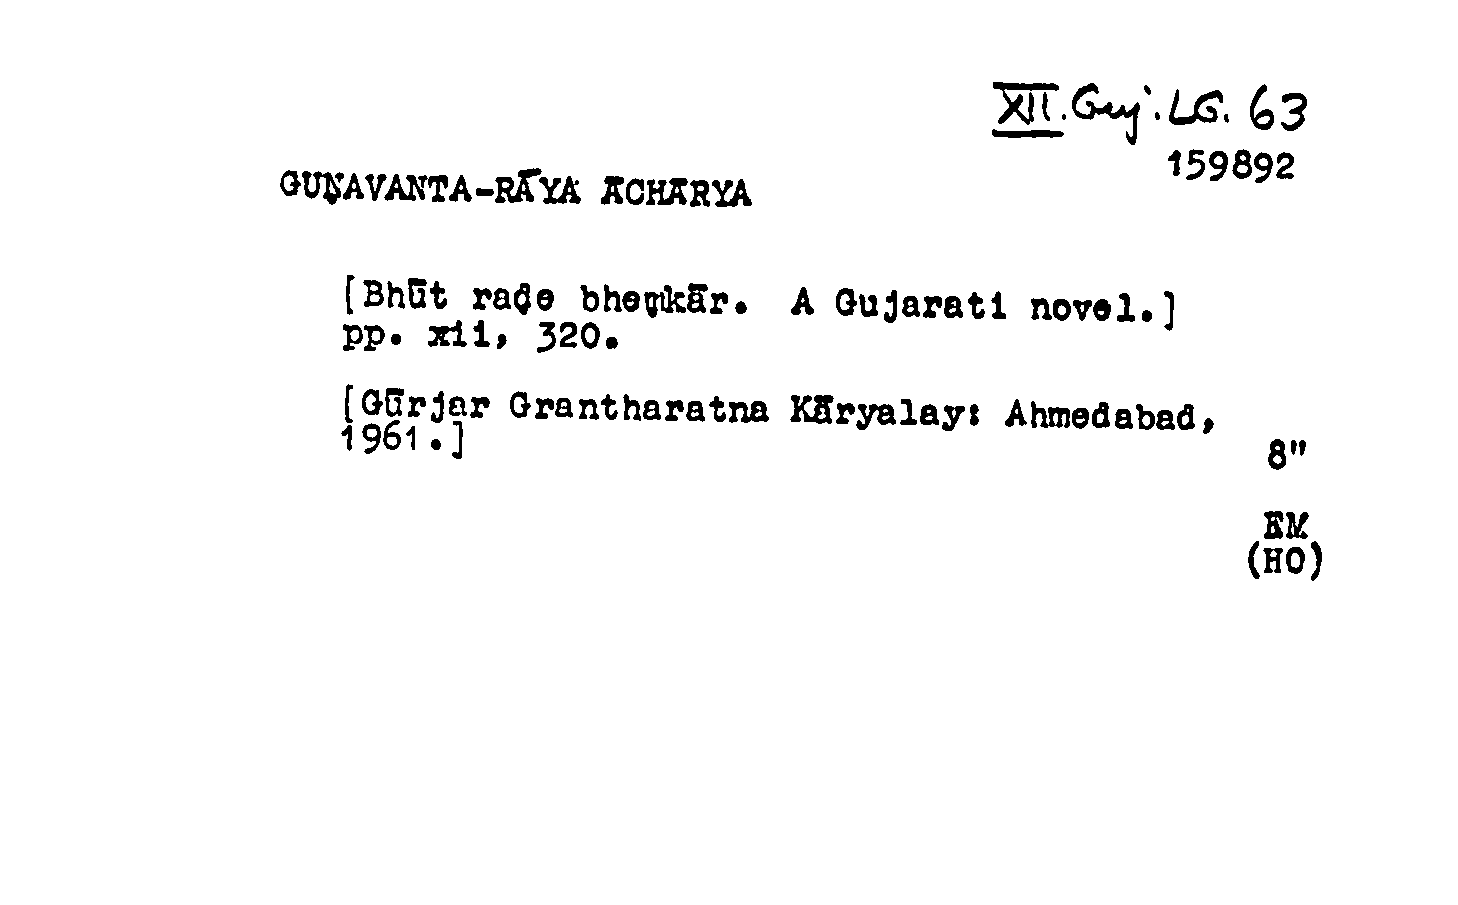 XII. Guj. LG. 63
159892
GUṆAVANTA-RĀYA ĀCHĀRYA
[Bhūt raḍe bheṃkār. A Gujarati novel.]
pp. xii, 320.
[Gūrjar Grantharatna Kāryalay: Ahmedabad,
1961.]
8"
EM
(HO)